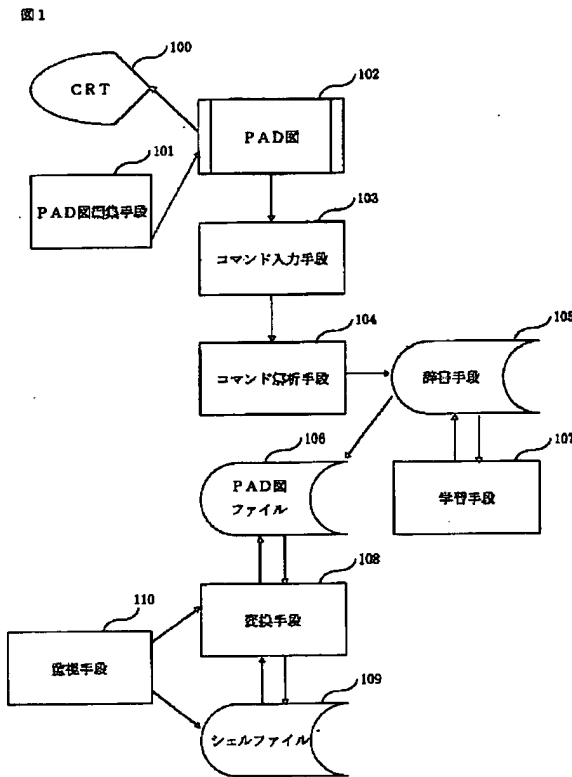 図1
100
CRT
102
PAD図
101
PAD図編集手段
103
コマンド入力手段
104
コマンド解析手段
105
辞書手段
106
PAD図
ファイル
107
学習手段
108
変換手段
110
監視手段
109
シェルファイル